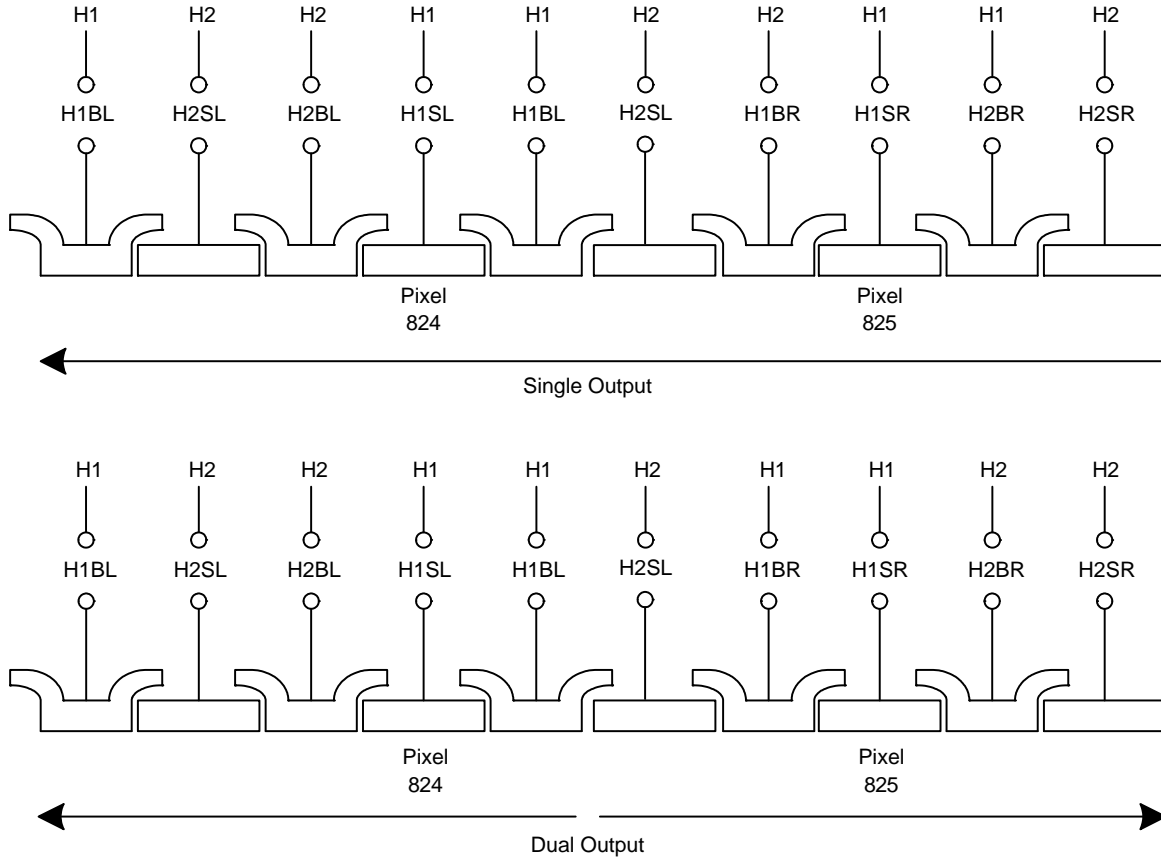 H1 H2 H2 H1 H1 H2 H2 H1 H1 H2
H1BL H2SL H2BL H1SL H1BL H2SL H1BR H1SR H2BR H2SR
Pixel Pixel
824 825
Single Output
H1 H2 H2 H1 H1 H2 H1 H1 H2 H2
H1BL H2SL H2BL H1SL H1BL H2SL H1BR H1SR H2BR H2SR
Pixel Pixel
824 825
Dual Output